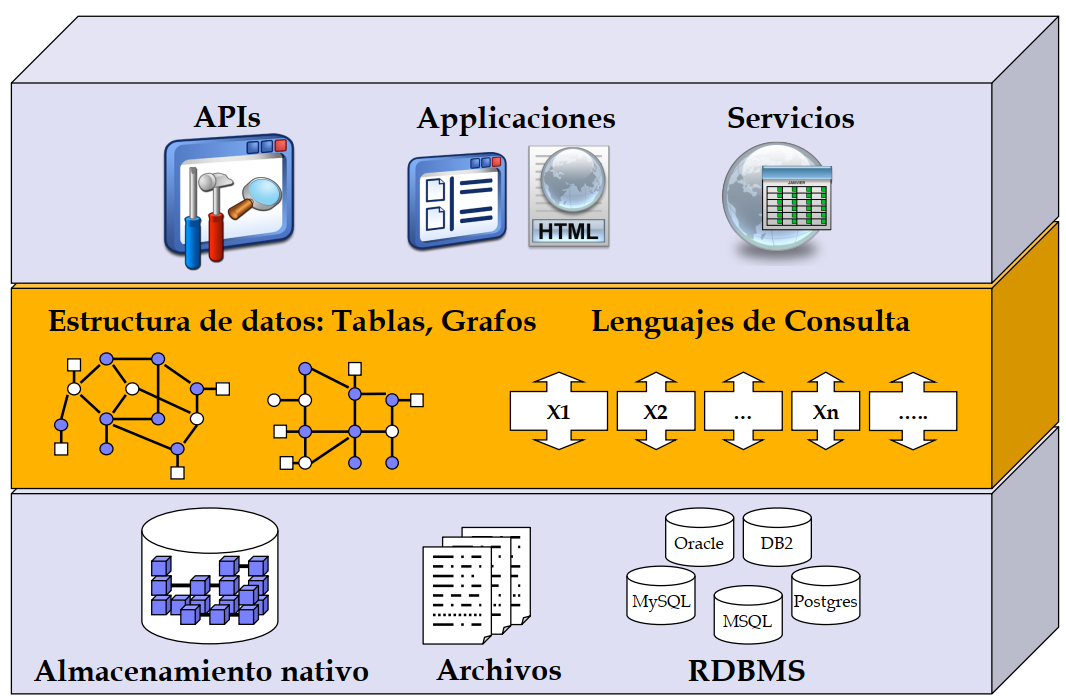 APIs
Applicaciones
Servicios
HTML
JANVIER
Estructura de datos: Tablas, Grafos
Lenguajes de Consulta
X1
X2
...
Xn
.....
Oracle
DB2
MySQL
MSQL
Postgres
Almacenamiento nativo
Archivos
RDBMS